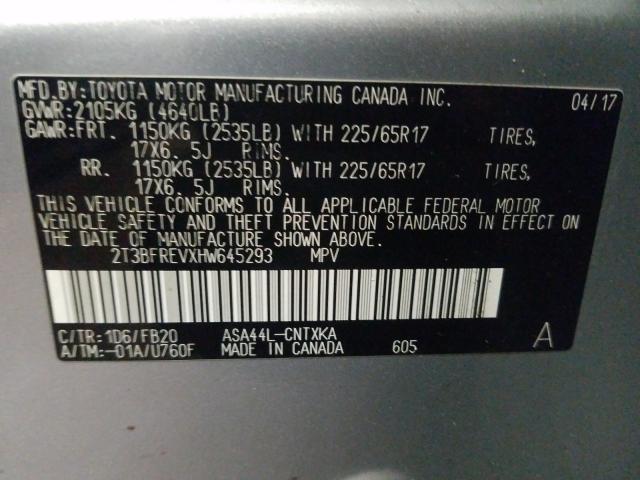 MFD.BY:TOYOTA MOTOR MANUFACTURING CANADA INC. 04/17
GVWR:2105KG (4640LB)
GAWR:FRT. 1150KG (2535LB) WITH 225/65R17 TIRES,
17X6. 5J RIMS.
RR. 1150KG (2535LB) WITH 225/65R17 TIRES,
17X6. 5J RIMS.
THIS VEHICLE CONFORMS TO ALL APPLICABLE FEDERAL MOTOR
VEHICLE SAFETY AND THEFT PREVENTION STANDARDS IN EFFECT ON
THE DATE OF MANUFACTURE SHOWN ABOVE.
2T3BFREVXHW645293 MPV
C/TR:1D6/FB20 ASA44L-CNTXKA A
A/TM:-01A/U760F MADE IN CANADA 605